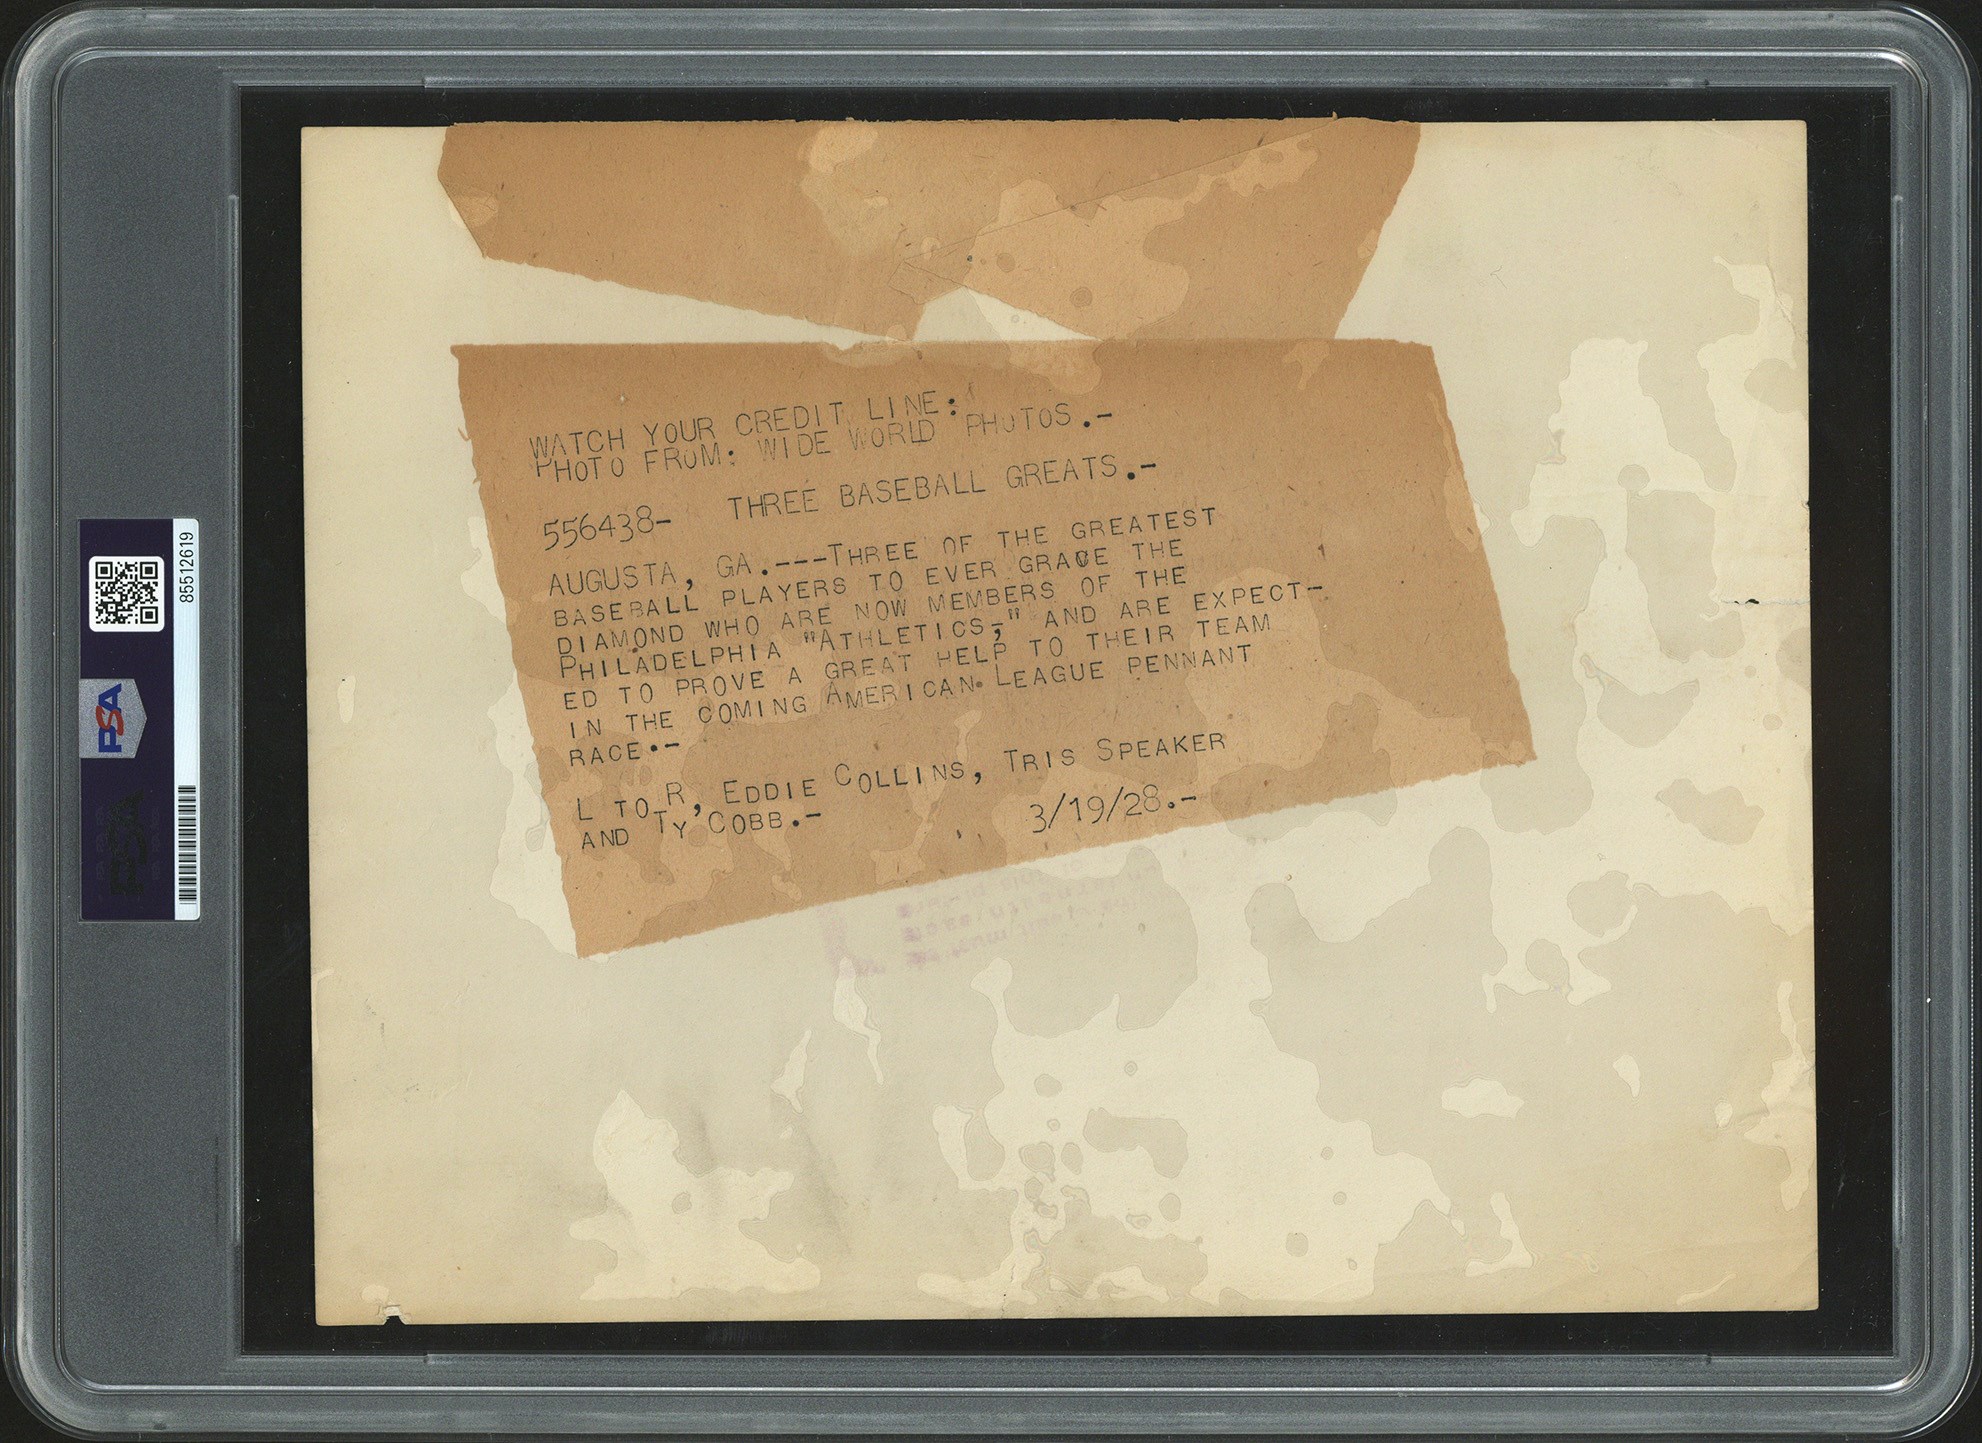 WATCH YOUR CREDIT LINE:
PHOTO FROM: WIDE WORLD PHOTOS.-
556438- THREE BASEBALL GREATS.-
AUGUSTA, GA.---THREE OF THE GREATEST
BASEBALL PLAYERS TO EVER GRACE THE
DIAMOND WHO ARE NOW MEMBERS OF THE
PHILADELPHIA "ATHLETICS," AND ARE EXPECT-
ED TO PROVE A GREAT HELP TO THEIR TEAM
IN THE COMING AMERICAN LEAGUE PENNANT
RACE.-
L TO R, EDDIE COLLINS, TRIS SPEAKER
AND TY COBB.- 3/19/28.-
85512619
PSA
PSA